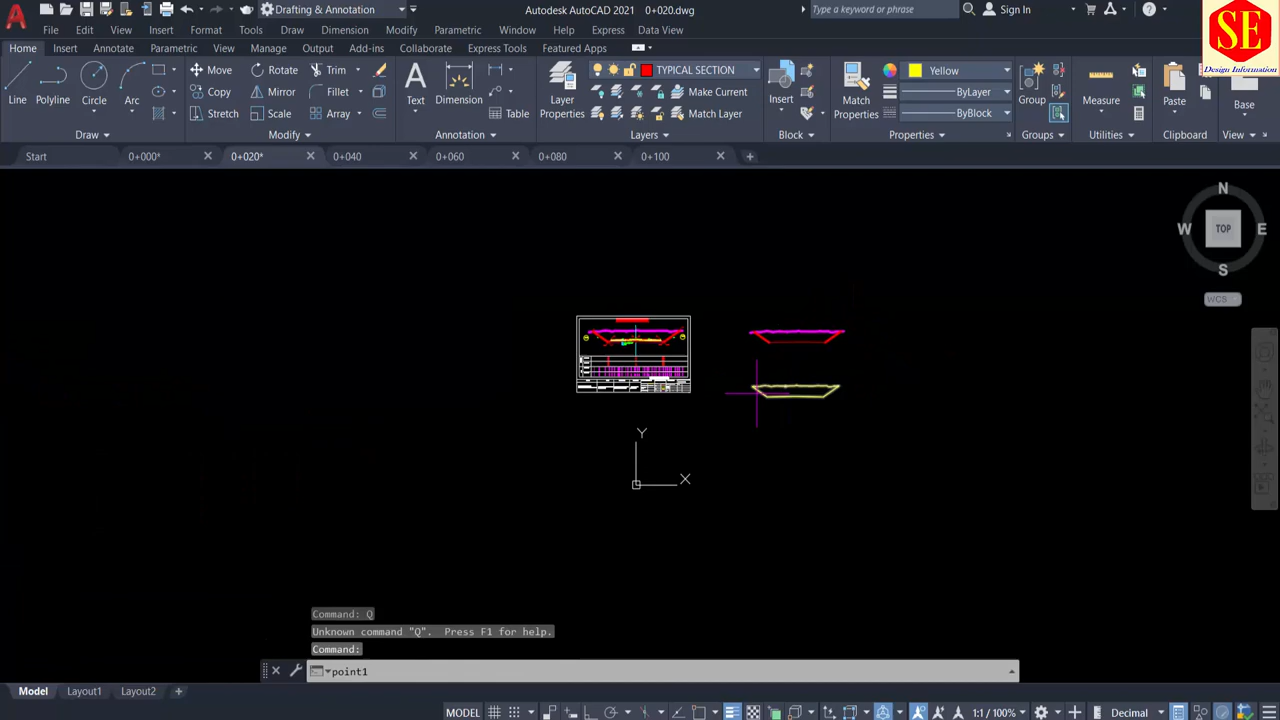 Drafting & Annotation
Autodesk AutoCAD 2021 0+020.dwg
Type a keyword or phrase
Sign In
SE
Design Information
File Edit View Insert Format Tools Draw Dimension Modify Parametric Window Help Express Data View
Home Insert Annotate Parametric View Manage Output Add-ins Collaborate Express Tools Featured Apps
Line Polyline Circle Arc
Move Rotate Trim
Copy Mirror Fillet
Stretch Scale Array
Text Dimension Table
Layer Properties
TYPICAL SECTION
Make Current
Match Layer
Insert
Match Properties
Yellow
ByLayer
ByBlock
Group
Measure
Paste
Base
Draw Modify Annotation Layers Block Properties Groups Utilities Clipboard View
Start 0+000* 0+020* 0+040 0+060 0+080 0+100
N
W TOP E
S
WCS
Y
X
Command: Q
Unknown command "Q". Press F1 for help.
Command:
point1
Model Layout1 Layout2
MODEL 1:1 / 100% Decimal